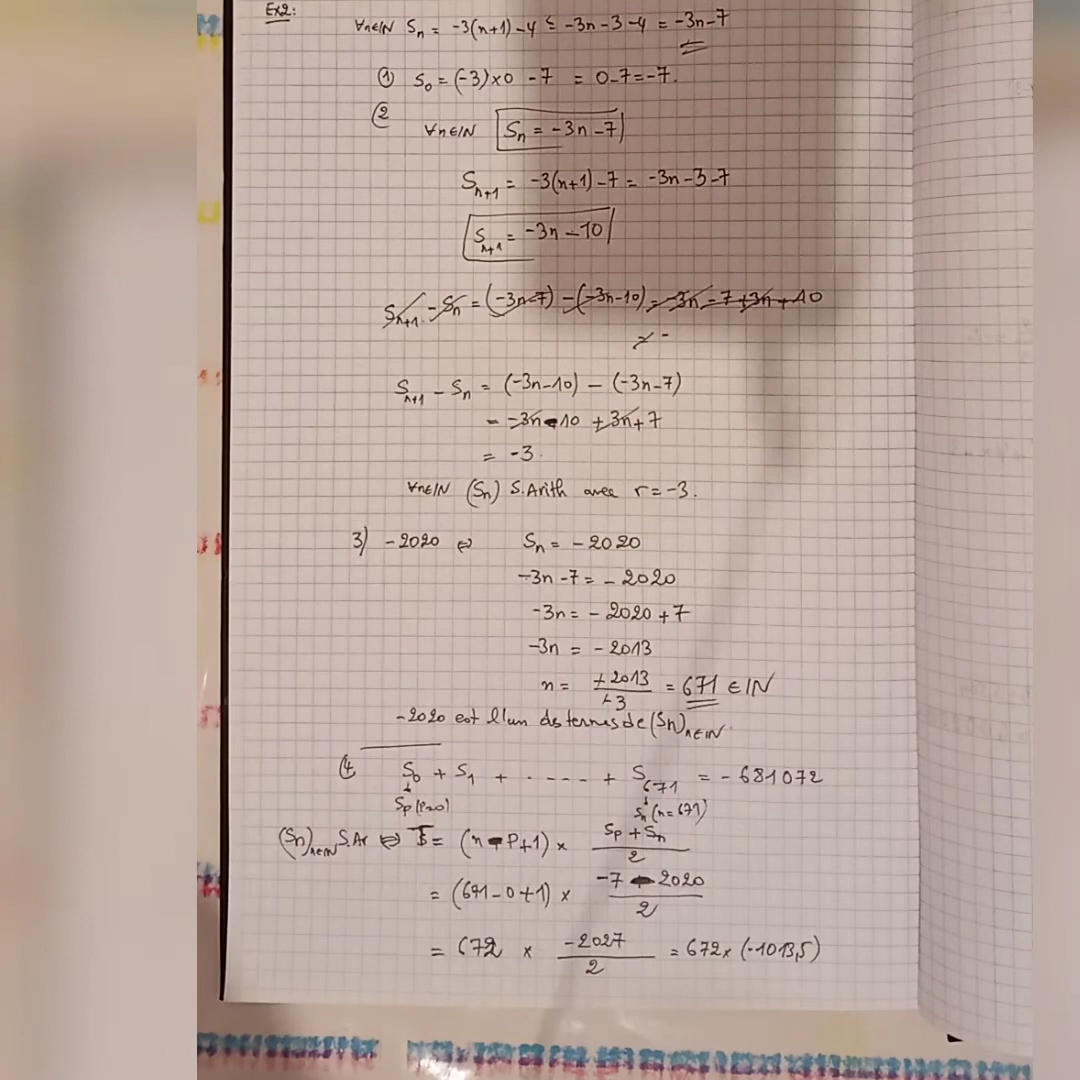 Ex2:
∀n∈IN Sn = -3(n+1)-4 = -3n-3-4 = -3n-7
① S0 = (-3)×0 -7 = 0-7=-7.
②
∀n∈IN Sn = -3n-7
Sn+1 = -3(n+1)-7 = -3n-3-7
Sn+1 = -3n-10
Sn+1 - Sn = (-3n-7) - (-3n-10) = -3n-7+3n+10
Sn+1 - Sn = (-3n-10) - (-3n-7)
= -3n-10 +3n+7
= -3.
∀n∈IN (Sn) S.Arith avec r=-3.
3) -2020 ⇔ Sn = -2020
-3n-7 = -2020
-3n = -2020+7
-3n = -2013
n = +2013/+3 = 671 ∈IN
-2020 est l'un des termes de (Sn)n∈IN.
④ S0 + S1 + ..... + S671 = -681072
Sp(P=0) Sn(n=671)
(Sn)n∈IN S.Ar ⇔ = (n-P+1) × Sp+Sn/2
= (671-0+1) × -7-2020/2
= 672 × -2027/2 = 672×(-1013,5)